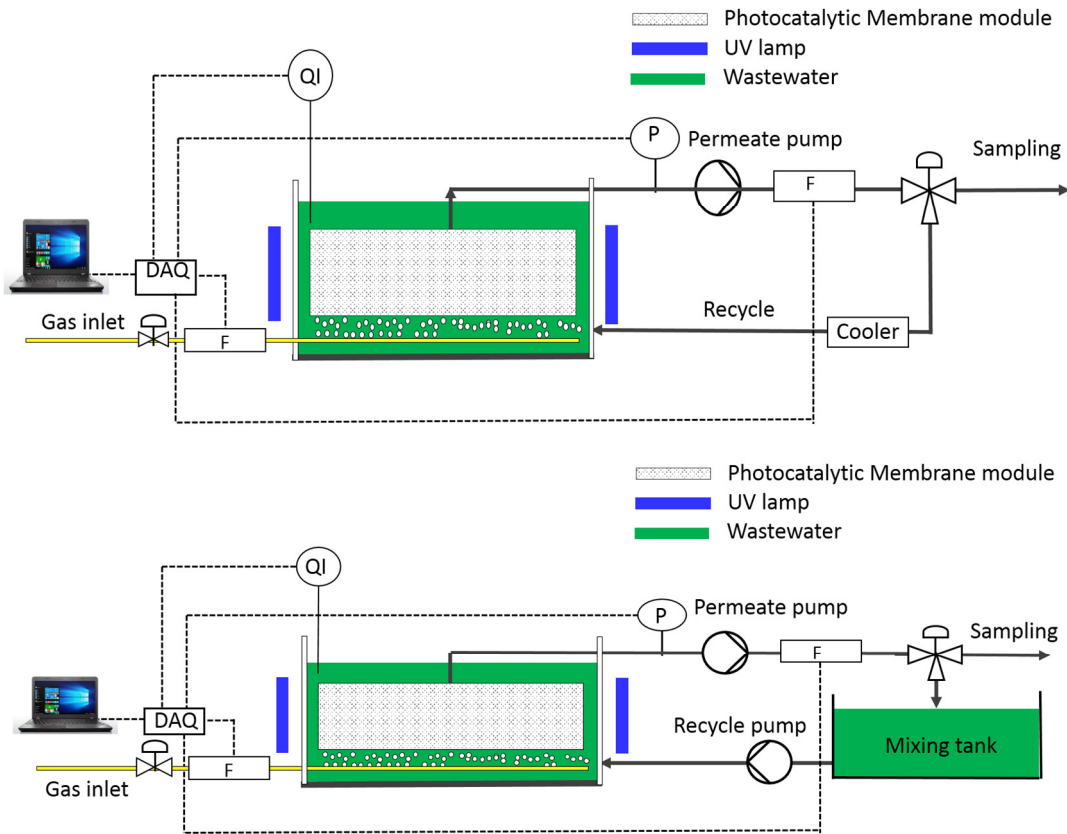 Photocatalytic Membrane module
UV lamp
Wastewater
QI
P
Permeate pump
Sampling
F
DAQ
Gas inlet
F
Recycle
Cooler
Photocatalytic Membrane module
UV lamp
Wastewater
QI
P
Permeate pump
Sampling
F
DAQ
Recycle pump
Mixing tank
F
Gas inlet